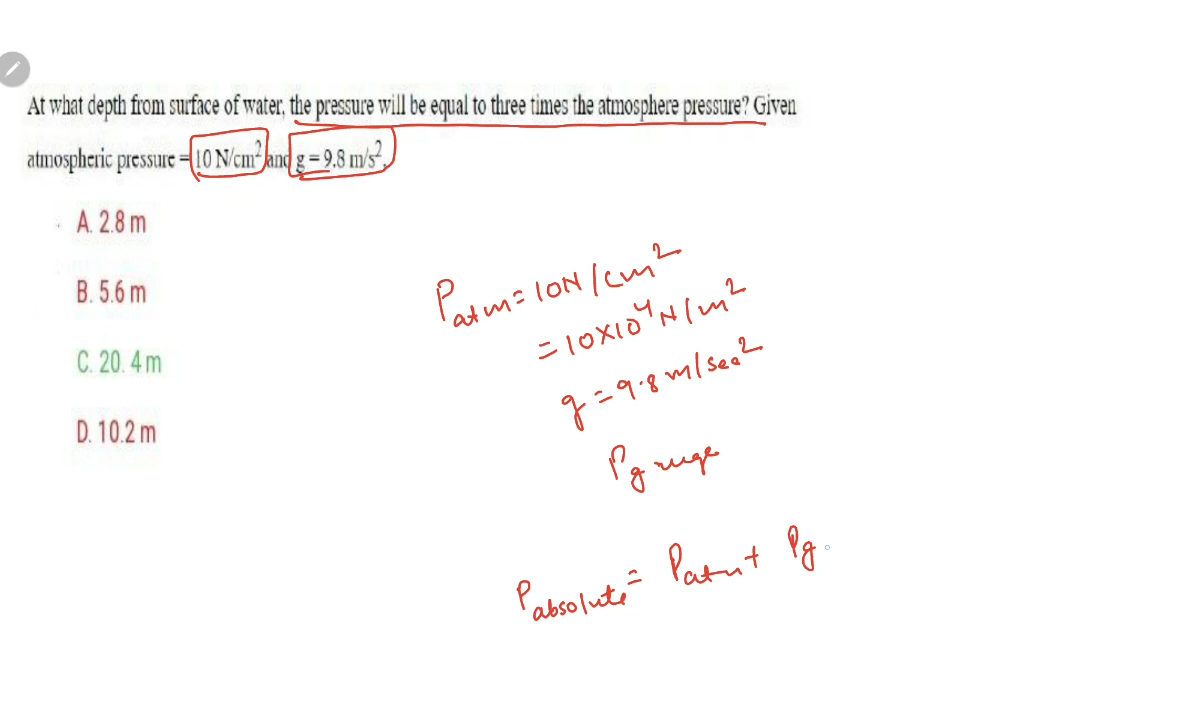 At what depth from surface of water, the pressure will be equal to three times the atmosphere pressure? Given
atmospheric pressure = 10 N/cm² and g = 9.8 m/s².
A. 2.8 m
B. 5.6 m
C. 20. 4 m
D. 10.2 m
Patm = 10N/cm²
= 10×10⁴ N/m²
g = 9.8 m/sec²
Pgauge
Pabsolute = Patm + Pg